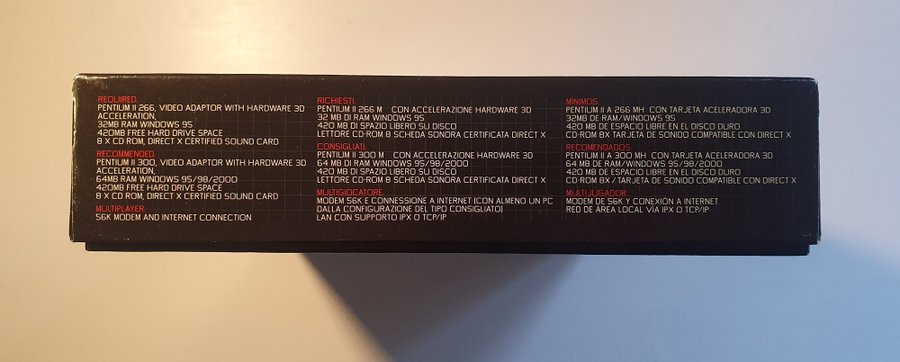 REQUIRED
PENTIUM II 266, VIDEO ADAPTOR WITH HARDWARE 3D
ACCELERATION,
32MB RAM WINDOWS 95
420MB FREE HARD DRIVE SPACE
8 X CD ROM, DIRECT X CERTIFIED SOUND CARD
RECOMMENDED
PENTIUM II 300, VIDEO ADAPTOR WITH HARDWARE 3D
ACCELERATION,
64MB RAM WINDOWS 95/98/2000
420MB FREE HARD DRIVE SPACE
8 X CD ROM, DIRECT X CERTIFIED SOUND CARD
MULTIPLAYER
56K MODEM AND INTERNET CONNECTION
RICHIESTI
PENTIUM II 266 M CON ACCELERAZIONE HARDWARE 3D
32 MB DI RAM WINDOWS 95
420 MB DI SPAZIO LIBERO SU DISCO
LETTORE CD-ROM 8 SCHEDA SONORA CERTIFICATA DIRECT X
CONSIGLIATI
PENTIUM II 300 M CON ACCELERAZIONE HARDWARE 3D
64 MB DI RAM WINDOWS 95/98/2000
420 MB DI SPAZIO LIBERO SU DISCO
LETTORE CD-ROM 8 SCHEDA SONORA CERTIFICATA DIRECT X
MULTIGIOCATORE
MODEM 56K E CONNESSIONE A INTERNET (CON ALMENO UN PC
DALLA CONFIGURAZIONE DEL TIPO CONSIGLIATO)
LAN CON SUPPORTO IPX O TCP/IP
MÍNIMOS
PENTIUM II A 266 MH CON TARJETA ACELERADORA 3D
32MB DE RAM/WINDOWS 95
420 MB DE ESPACIO LIBRE EN EL DISCO DURO
CD-ROM 8X TARJETA DE SONIDO COMPATIBLE CON DIRECT X
RECOMENDADOS
PENTIUM II A 300 MH CON TARJETA ACELERADORA 3D
64 MB DE RAM/WINDOWS 95/98/2000
420 MB DE ESPACIO LIBRE EN EL DISCO DURO
CD-ROM 8X / TARJETA DE SONIDO COMPATIBLE CON DIRECT X
MULTIJUGADOR
MODEM DE 56K Y CONEXION A INTERNET
RED DE ÁREA LOCAL VÍA IPX O TCP/IP